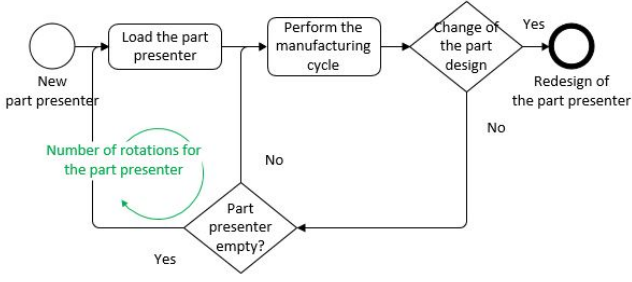 New
part presenter
Load the part
presenter
Perform the
manufacturing
cycle
Change of
the part
design
Yes
Redesign of
the part presenter
No
Number of rotations for
the part presenter
No
Part
presenter
empty?
Yes